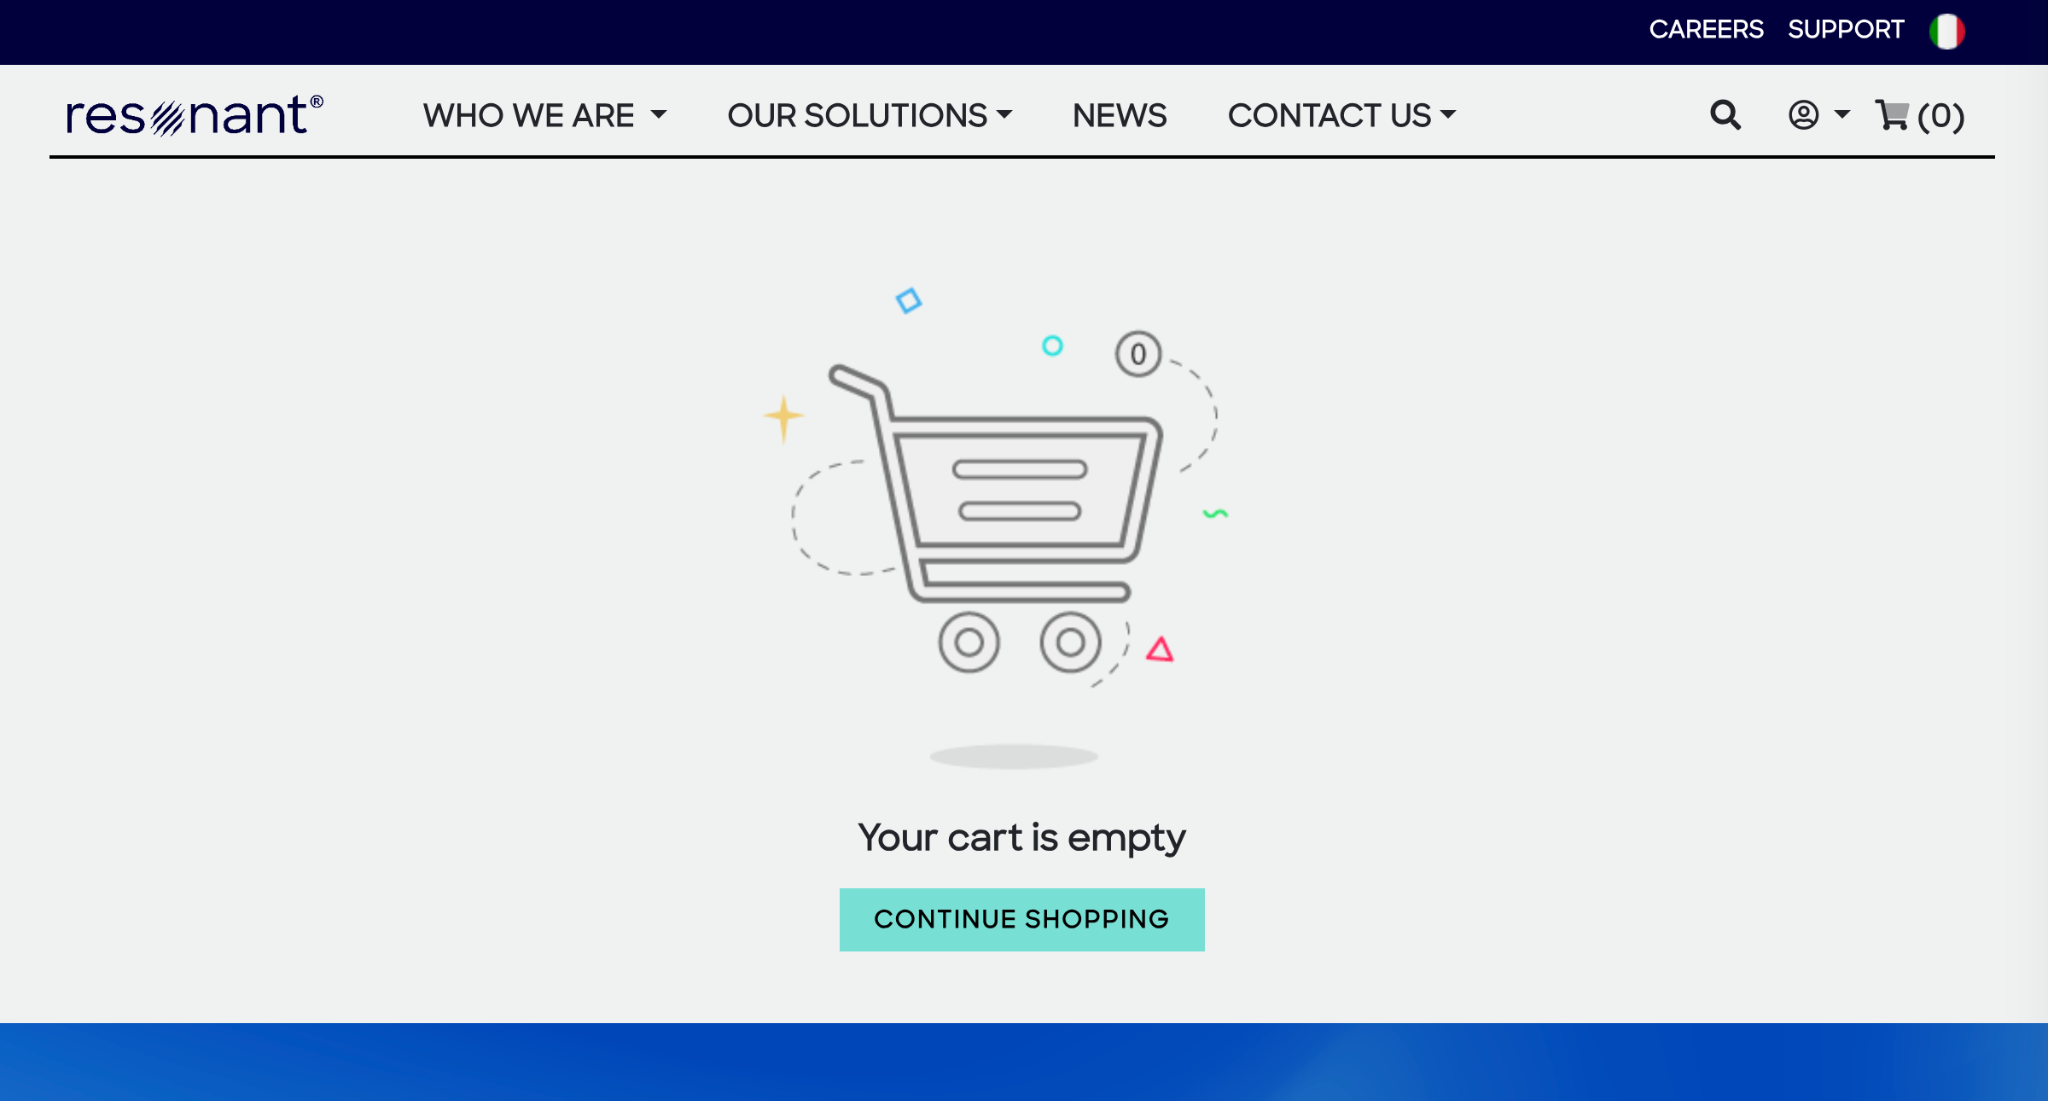 CAREERS SUPPORT
resonant® WHO WE ARE OUR SOLUTIONS NEWS CONTACT US (0)
0
Your cart is empty
CONTINUE SHOPPING